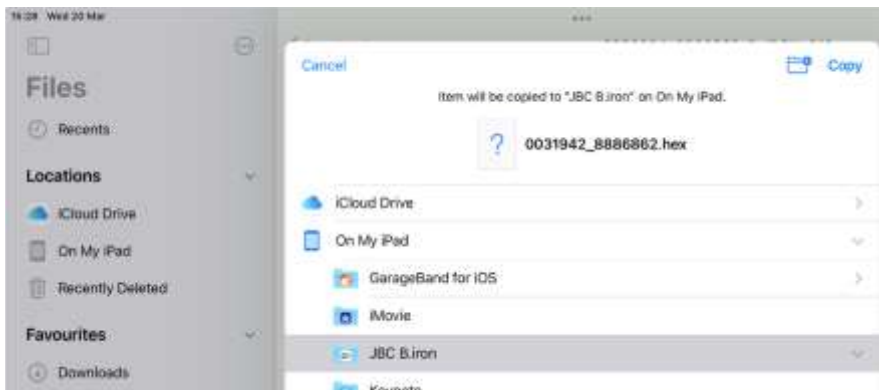 16:28 Wed 20 Mar
Files
Recents
Locations
iCloud Drive
On My iPad
Recently Deleted
Favourites
Downloads
Cancel
Copy
Item will be copied to "JBC B.iron" on On My iPad.
0031942_8886862.hex
iCloud Drive
On My iPad
GarageBand for iOS
iMovie
JBC B.iron
Keynote